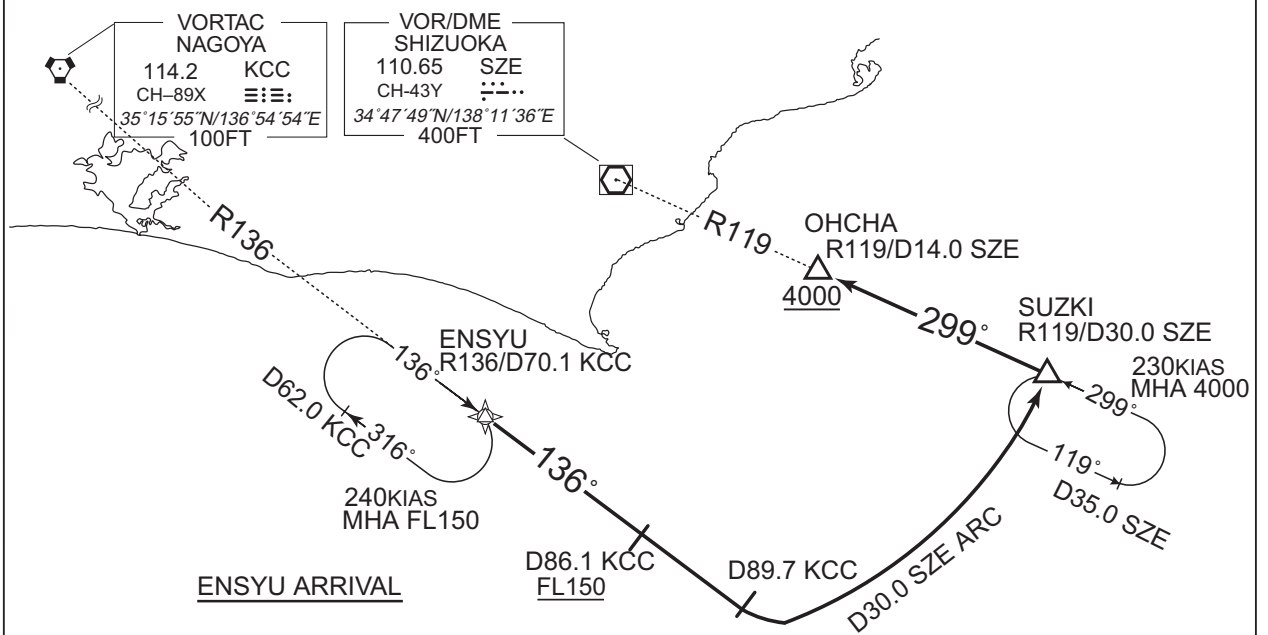 VORTAC
NAGOYA
114.2 KCC
CH–89X
35°15´55˝N/136°54´54˝E
100FT
VOR/DME
SHIZUOKA
110.65 SZE
CH-43Y
34°47´49˝N/138°11´36˝E
400FT
R136
R119
OHCHA
R119/D14.0 SZE
4000
299°
SUZKI
R119/D30.0 SZE
230KIAS
MHA 4000
299°
119°
D35.0 SZE
ENSYU
R136/D70.1 KCC
136°
D62.0 KCC
316°
240KIAS
MHA FL150
136°
D86.1 KCC
FL150
D89.7 KCC
D30.0 SZE ARC
ENSYU ARRIVAL